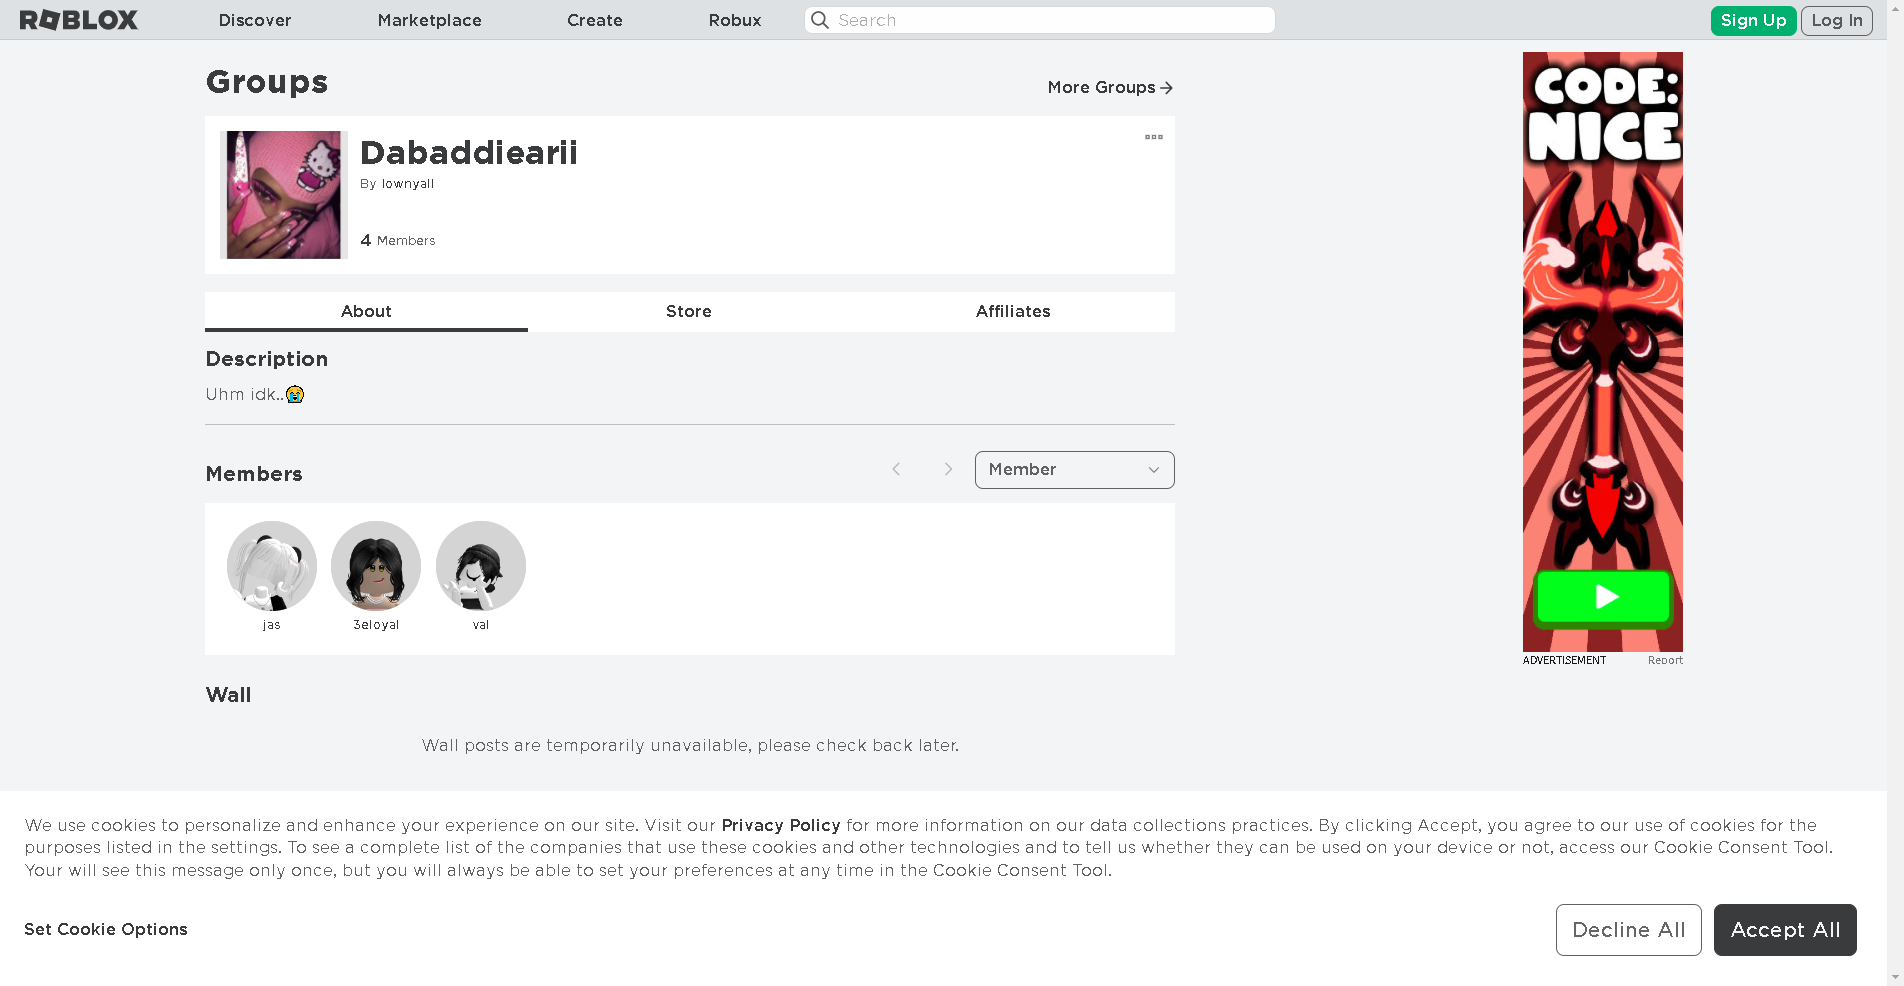 ROBLOX
Discover
Marketplace
Create
Robux
Search
Sign Up
Log In
Groups
More Groups
Dabaddiearii
By lownyall
4 Members
About
Store
Affiliates
Description
Uhm idk..😭
Members
Member
jas
3eloyal
val
Wall
Wall posts are temporarily unavailable, please check back later.
CODE:
NICE
ADVERTISEMENT
Report
We use cookies to personalize and enhance your experience on our site. Visit our Privacy Policy for more information on our data collections practices. By clicking Accept, you agree to our use of cookies for the
purposes listed in the settings. To see a complete list of the companies that use these cookies and other technologies and to tell us whether they can be used on your device or not, access our Cookie Consent Tool.
Your will see this message only once, but you will always be able to set your preferences at any time in the Cookie Consent Tool.
Set Cookie Options
Decline All
Accept All